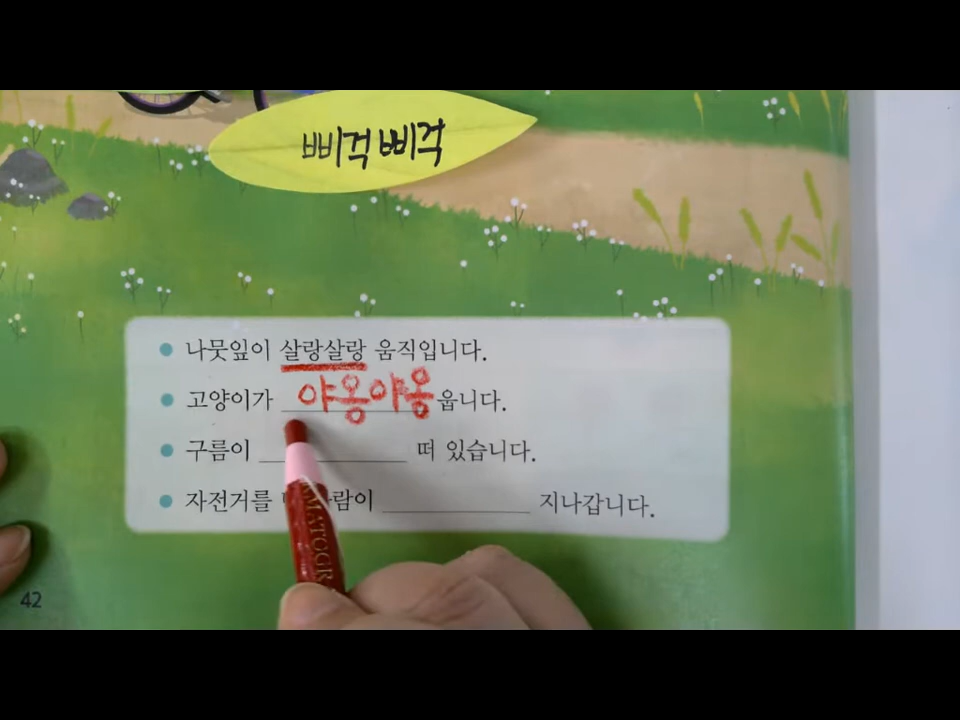 삐걱삐걱
나뭇잎이 살랑살랑 움직입니다.
고양이가 야옹야옹 웁니다.
구름이 떠 있습니다.
자전거를 람이 지나갑니다.
42